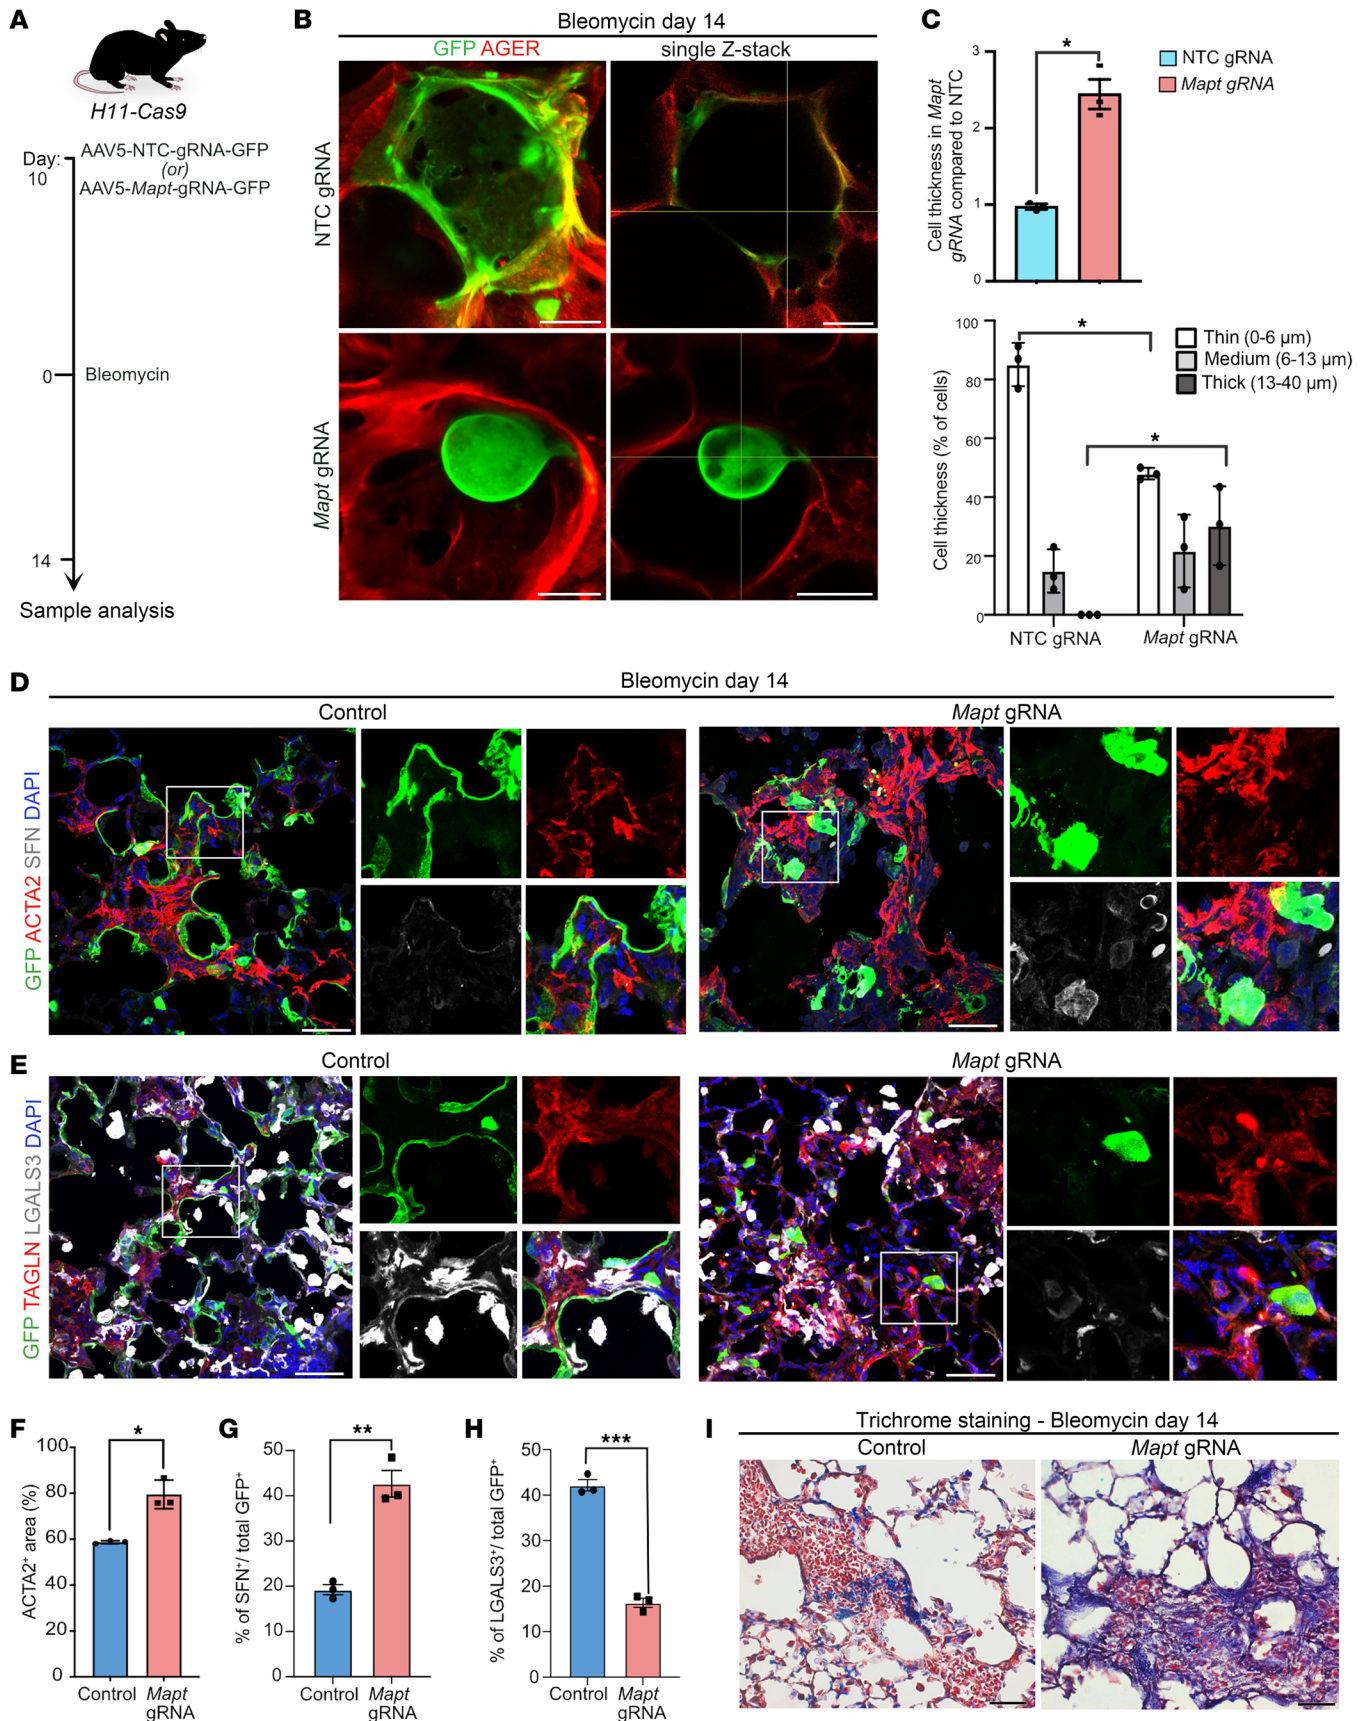 A
H11-Cas9
Day:
10
AAV5-NTC-gRNA-GFP
(or)
AAV5-Mapt-gRNA-GFP
0
Bleomycin
14
Sample analysis
B
Bleomycin day 14
GFP AGER
single Z-stack
NTC gRNA
Mapt gRNA
C
Cell thickness in Mapt
gRNA compared to NTC
3
2
1
0
*
NTC gRNA
Mapt gRNA
Cell thickness (% of cells)
100
80
60
40
20
0
*
*
Thin (0-6 µm)
Medium (6-13 µm)
Thick (13-40 µm)
NTC gRNA
Mapt gRNA
D
Bleomycin day 14
Control
Mapt gRNA
GFP ACTA2 SFN DAPI
E
Control
Mapt gRNA
GFP TAGLN LGALS3 DAPI
F
ACTA2⁺ area (%)
100
80
60
40
20
0
*
Control
Mapt
gRNA
G
% of SFN⁺/ total GFP⁺
50
40
30
20
10
0
**
Control
Mapt
gRNA
H
% of LGALS3⁺/ total GFP⁺
50
40
30
20
10
0
***
Control
Mapt
gRNA
I
Trichrome staining - Bleomycin day 14
Control
Mapt gRNA